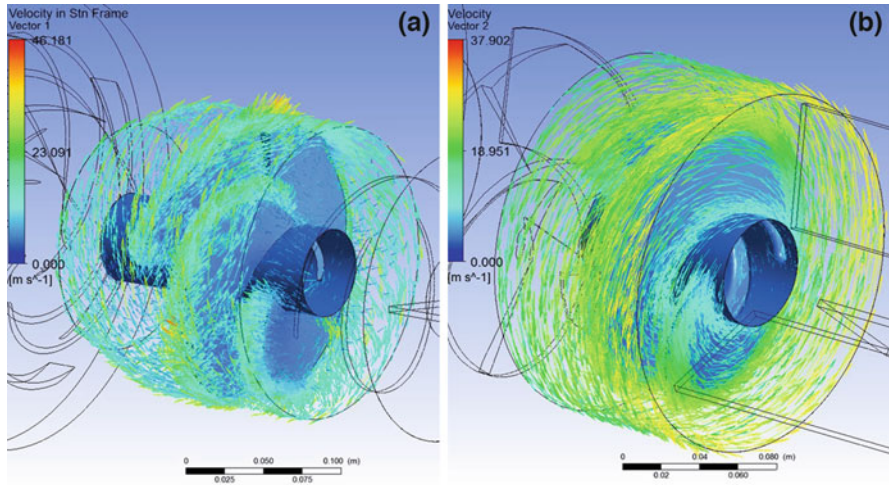 Velocity in Stn Frame
Vector 1
46.181
23.091
0.000
[m s^-1]
(a)
0
0.050
0.100
(m)
0.025
0.075
Velocity
Vector 2
37.902
18.951
0.000
[m s^-1]
(b)
0
0.04
0.080
(m)
0.02
0.060